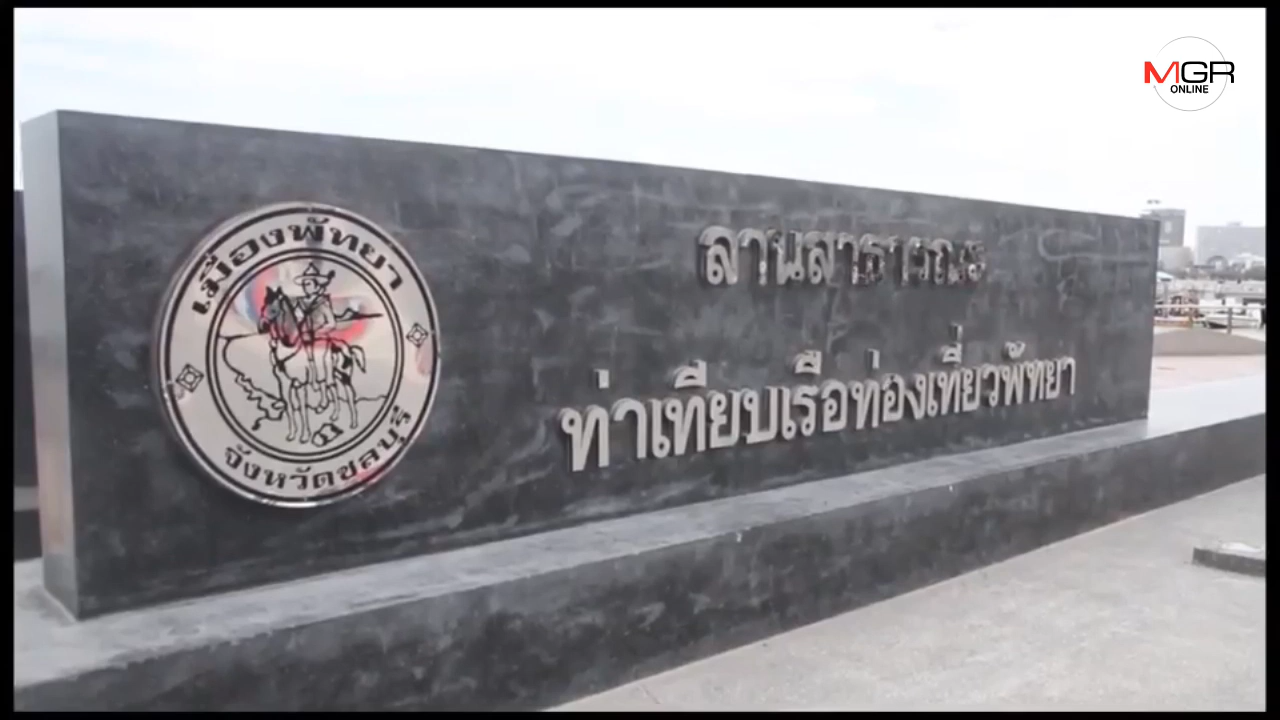 MGR
ONLINE
เมืองพัทยา
จังหวัดชลบุรี
ลานสาธารณะ
ท่าเทียบเรือท่องเที่ยวพัทยา